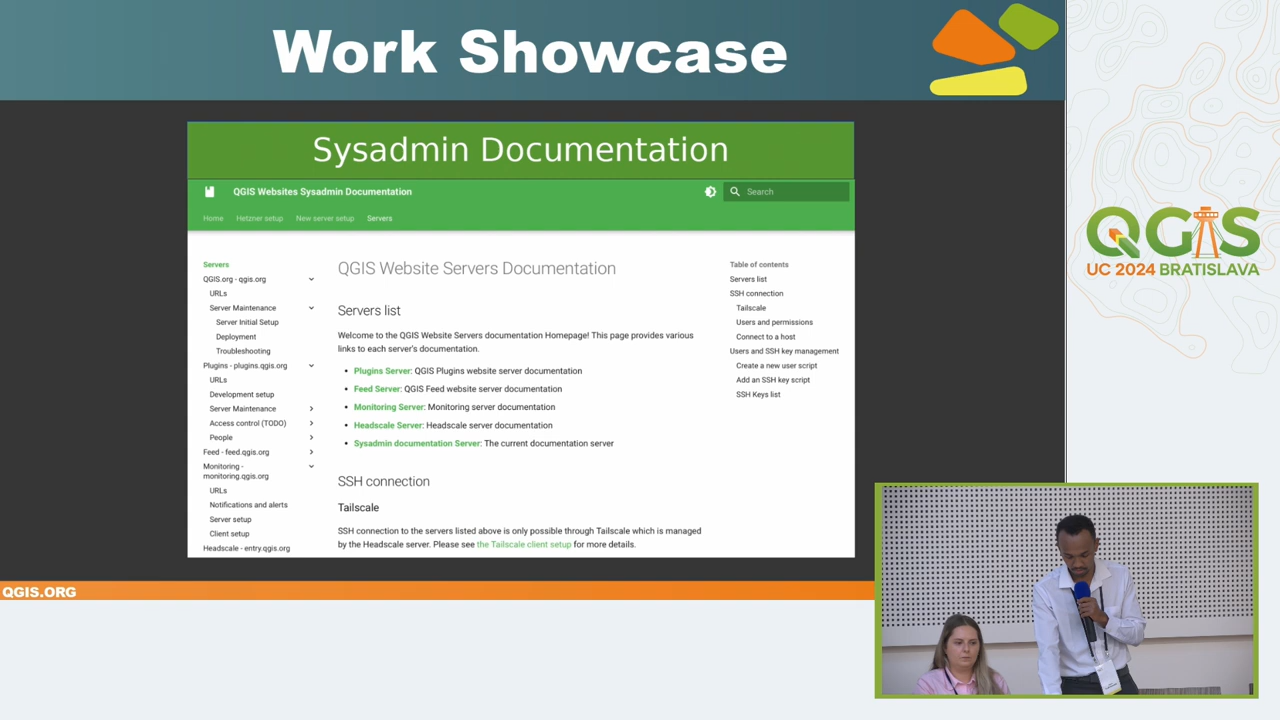 Work Showcase
Sysadmin Documentation
QGIS Websites Sysadmin Documentation
Search
Home
Hetzner setup
New server setup
Servers
Servers
QGIS.org - qgis.org
URLs
Server Maintenance
Server Initial Setup
Deployment
Troubleshooting
Plugins - plugins.qgis.org
URLs
Development setup
Server Maintenance
Access control (TODO)
People
Feed - feed.qgis.org
Monitoring -
monitoring.qgis.org
URLs
Notifications and alerts
Server setup
Client setup
Headscale - entry.qgis.org
QGIS Website Servers Documentation
Servers list
Welcome to the QGIS Website Servers documentation Homepage! This page provides various
links to each server's documentation.
• Plugins Server: QGIS Plugins website server documentation
• Feed Server: QGIS Feed website server documentation
• Monitoring Server: Monitoring server documentation
• Headscale Server: Headscale server documentation
• Sysadmin documentation Server: The current documentation server
SSH connection
Tailscale
SSH connection to the servers listed above is only possible through Tailscale which is managed
by the Headscale server. Please see the Tailscale client setup for more details.
Table of contents
Servers list
SSH connection
Tailscale
Users and permissions
Connect to a host
Users and SSH key management
Create a new user script
Add an SSH key script
SSH Keys list
QGIS
UC 2024 BRATISLAVA
QGIS.ORG